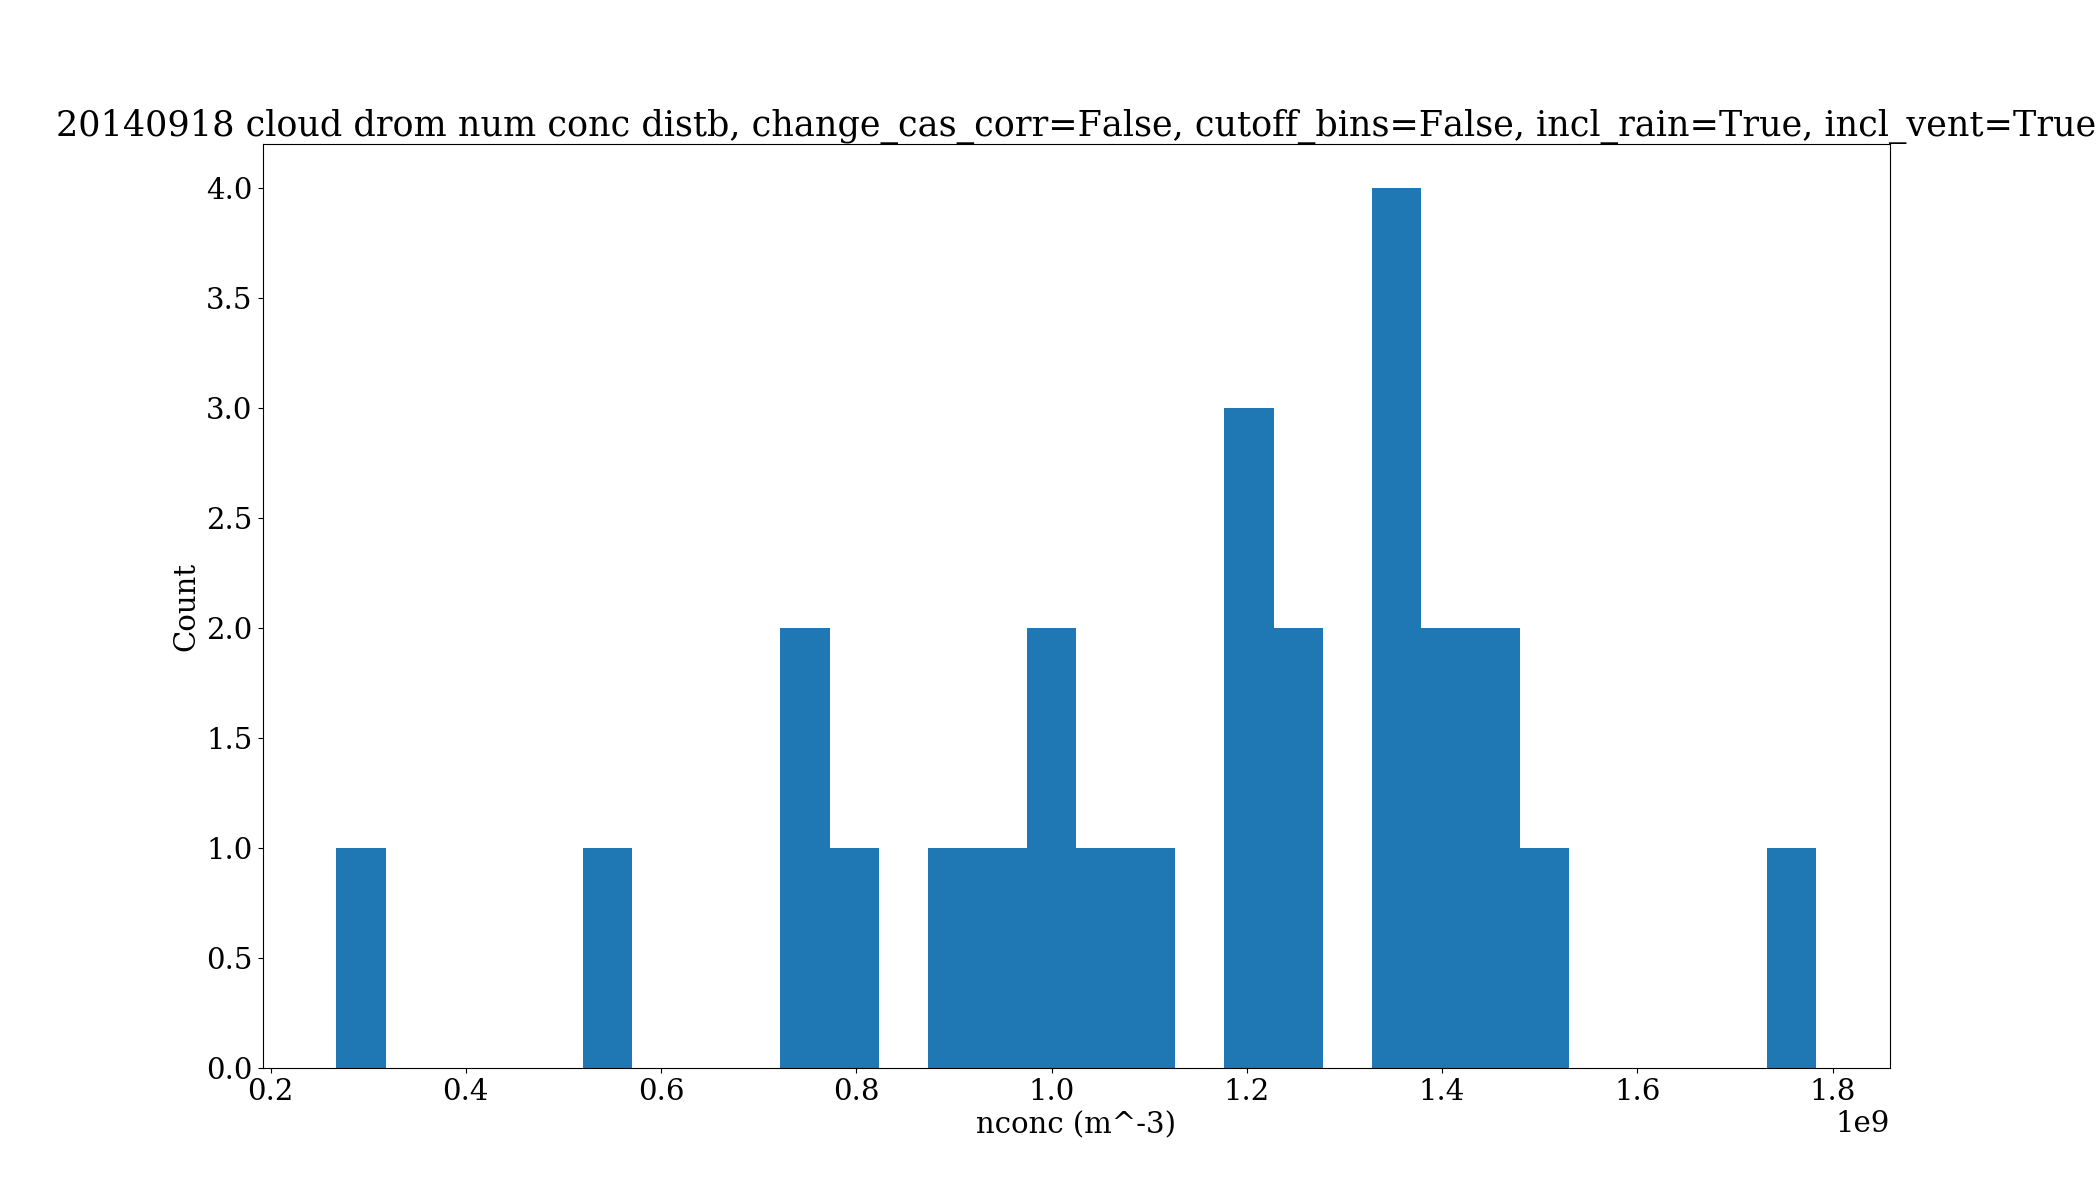 20140918 cloud drom num conc distb, change_cas_corr=False, cutoff_bins=False, incl_rain=True, incl_vent=True
4.0
3.5
3.0
2.5
2.0
1.5
1.0
0.5
0.0
Count
0.2 0.4 0.6 0.8 1.0 1.2 1.4 1.6 1.8
nconc (m^-3)
1e9